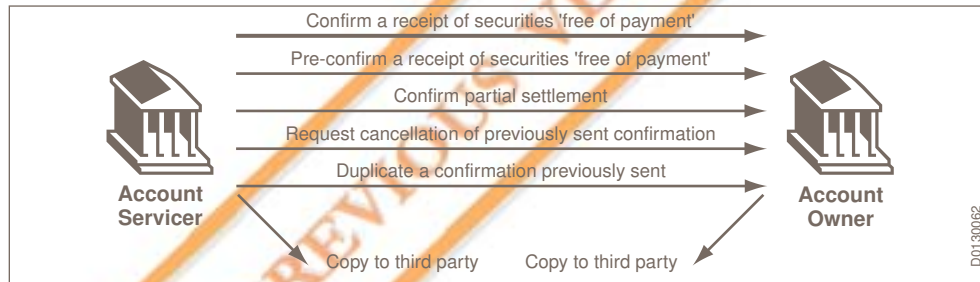 Confirm a receipt of securities 'free of payment'
Pre-confirm a receipt of securities 'free of payment'
Confirm partial settlement
Request cancellation of previously sent confirmation
Duplicate a confirmation previously sent
Account
Servicer
Account
Owner
Copy to third party
Copy to third party
D0130062
REVIOUS VE